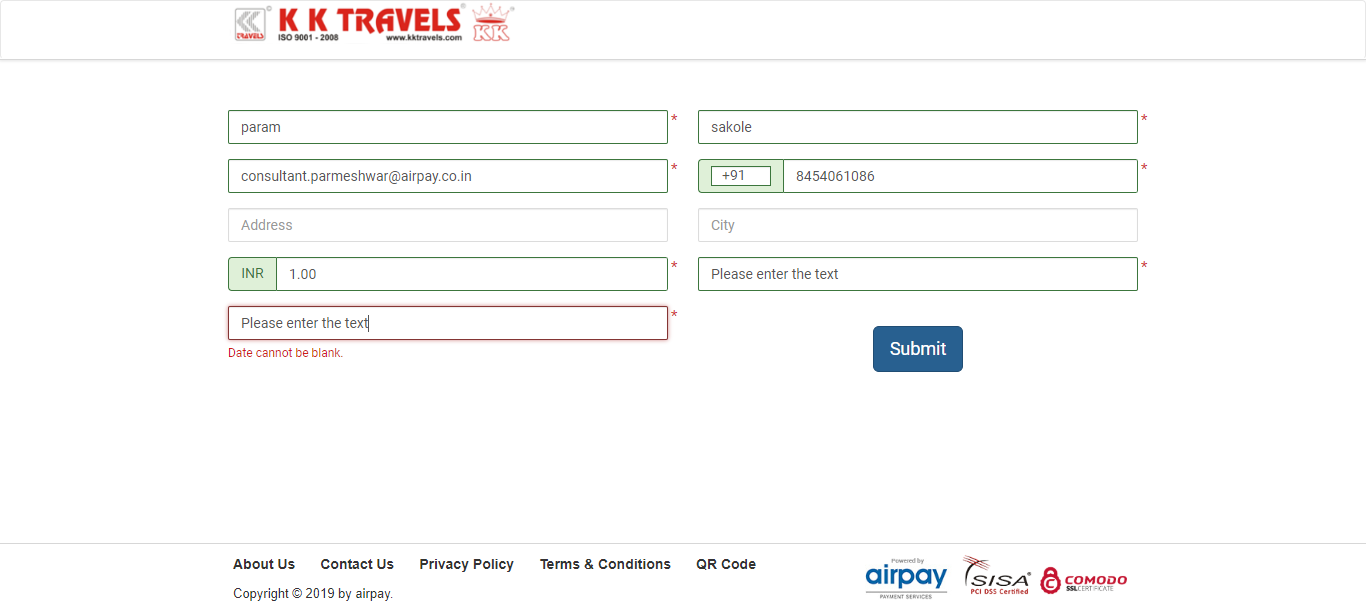 K K TRAVELS
TRAVELS
ISO 9001 - 2008 www.kktravels.com
KK
param * sakole *
consultant.parmeshwar@airpay.co.in * +91 8454061086 *
Address City
INR 1.00 * Please enter the text *
Please enter the text *
Date cannot be blank.
Submit
About Us Contact Us Privacy Policy Terms & Conditions QR Code
Copyright © 2019 by airpay.
Powered by
airpay
PAYMENT SERVICES
SISA
PCI DSS Certified
COMODO
SSL CERTIFICATE